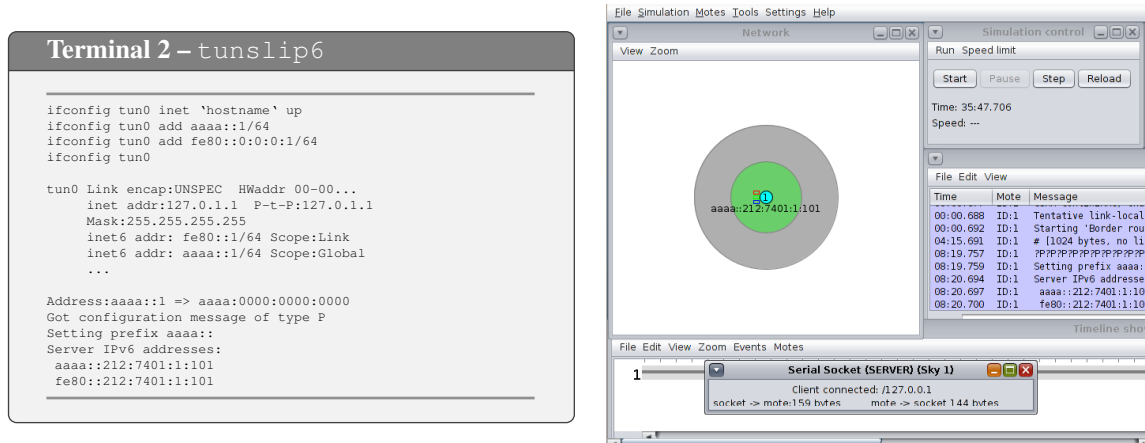 Terminal 2 – tunslip6
ifconfig tun0 inet `hostname` up
ifconfig tun0 add aaaa::1/64
ifconfig tun0 add fe80::0:0:0:1/64
ifconfig tun0
tun0 Link encap:UNSPEC HWaddr 00-00...
inet addr:127.0.1.1 P-t-P:127.0.1.1
Mask:255.255.255.255
inet6 addr: fe80::1/64 Scope:Link
inet6 addr: aaaa::1/64 Scope:Global
...
Address:aaaa::1 => aaaa:0000:0000:0000
Got configuration message of type P
Setting prefix aaaa::
Server IPv6 addresses:
aaaa::212:7401:1:101
fe80::212:7401:1:101
File Simulation Motes Tools Settings Help
Network
View Zoom
1
aaaa::212:7401:1:101
Simulation control
Run Speed limit
Start Pause Step Reload
Time: 35:47.706
Speed: ---
File Edit View
Time Mote Message
00:00.688 ID:1 Tentative link-local
00:00.692 ID:1 Starting 'Border rou
04:15.691 ID:1 # [1024 bytes, no li
08:19.757 ID:1 ?P?P?P?P?P?P?P?P?P?P
08:19.759 ID:1 Setting prefix aaaa:
08:20.694 ID:1 Server IPv6 addresse
08:20.697 ID:1 aaaa::212:7401:1:10
08:20.700 ID:1 fe80::212:7401:1:10
Timeline sho
File Edit View Zoom Events Motes
1
Serial Socket (SERVER) (Sky 1)
Client connected: /127.0.0.1
socket -> mote:159 bytes mote -> socket 144 bytes